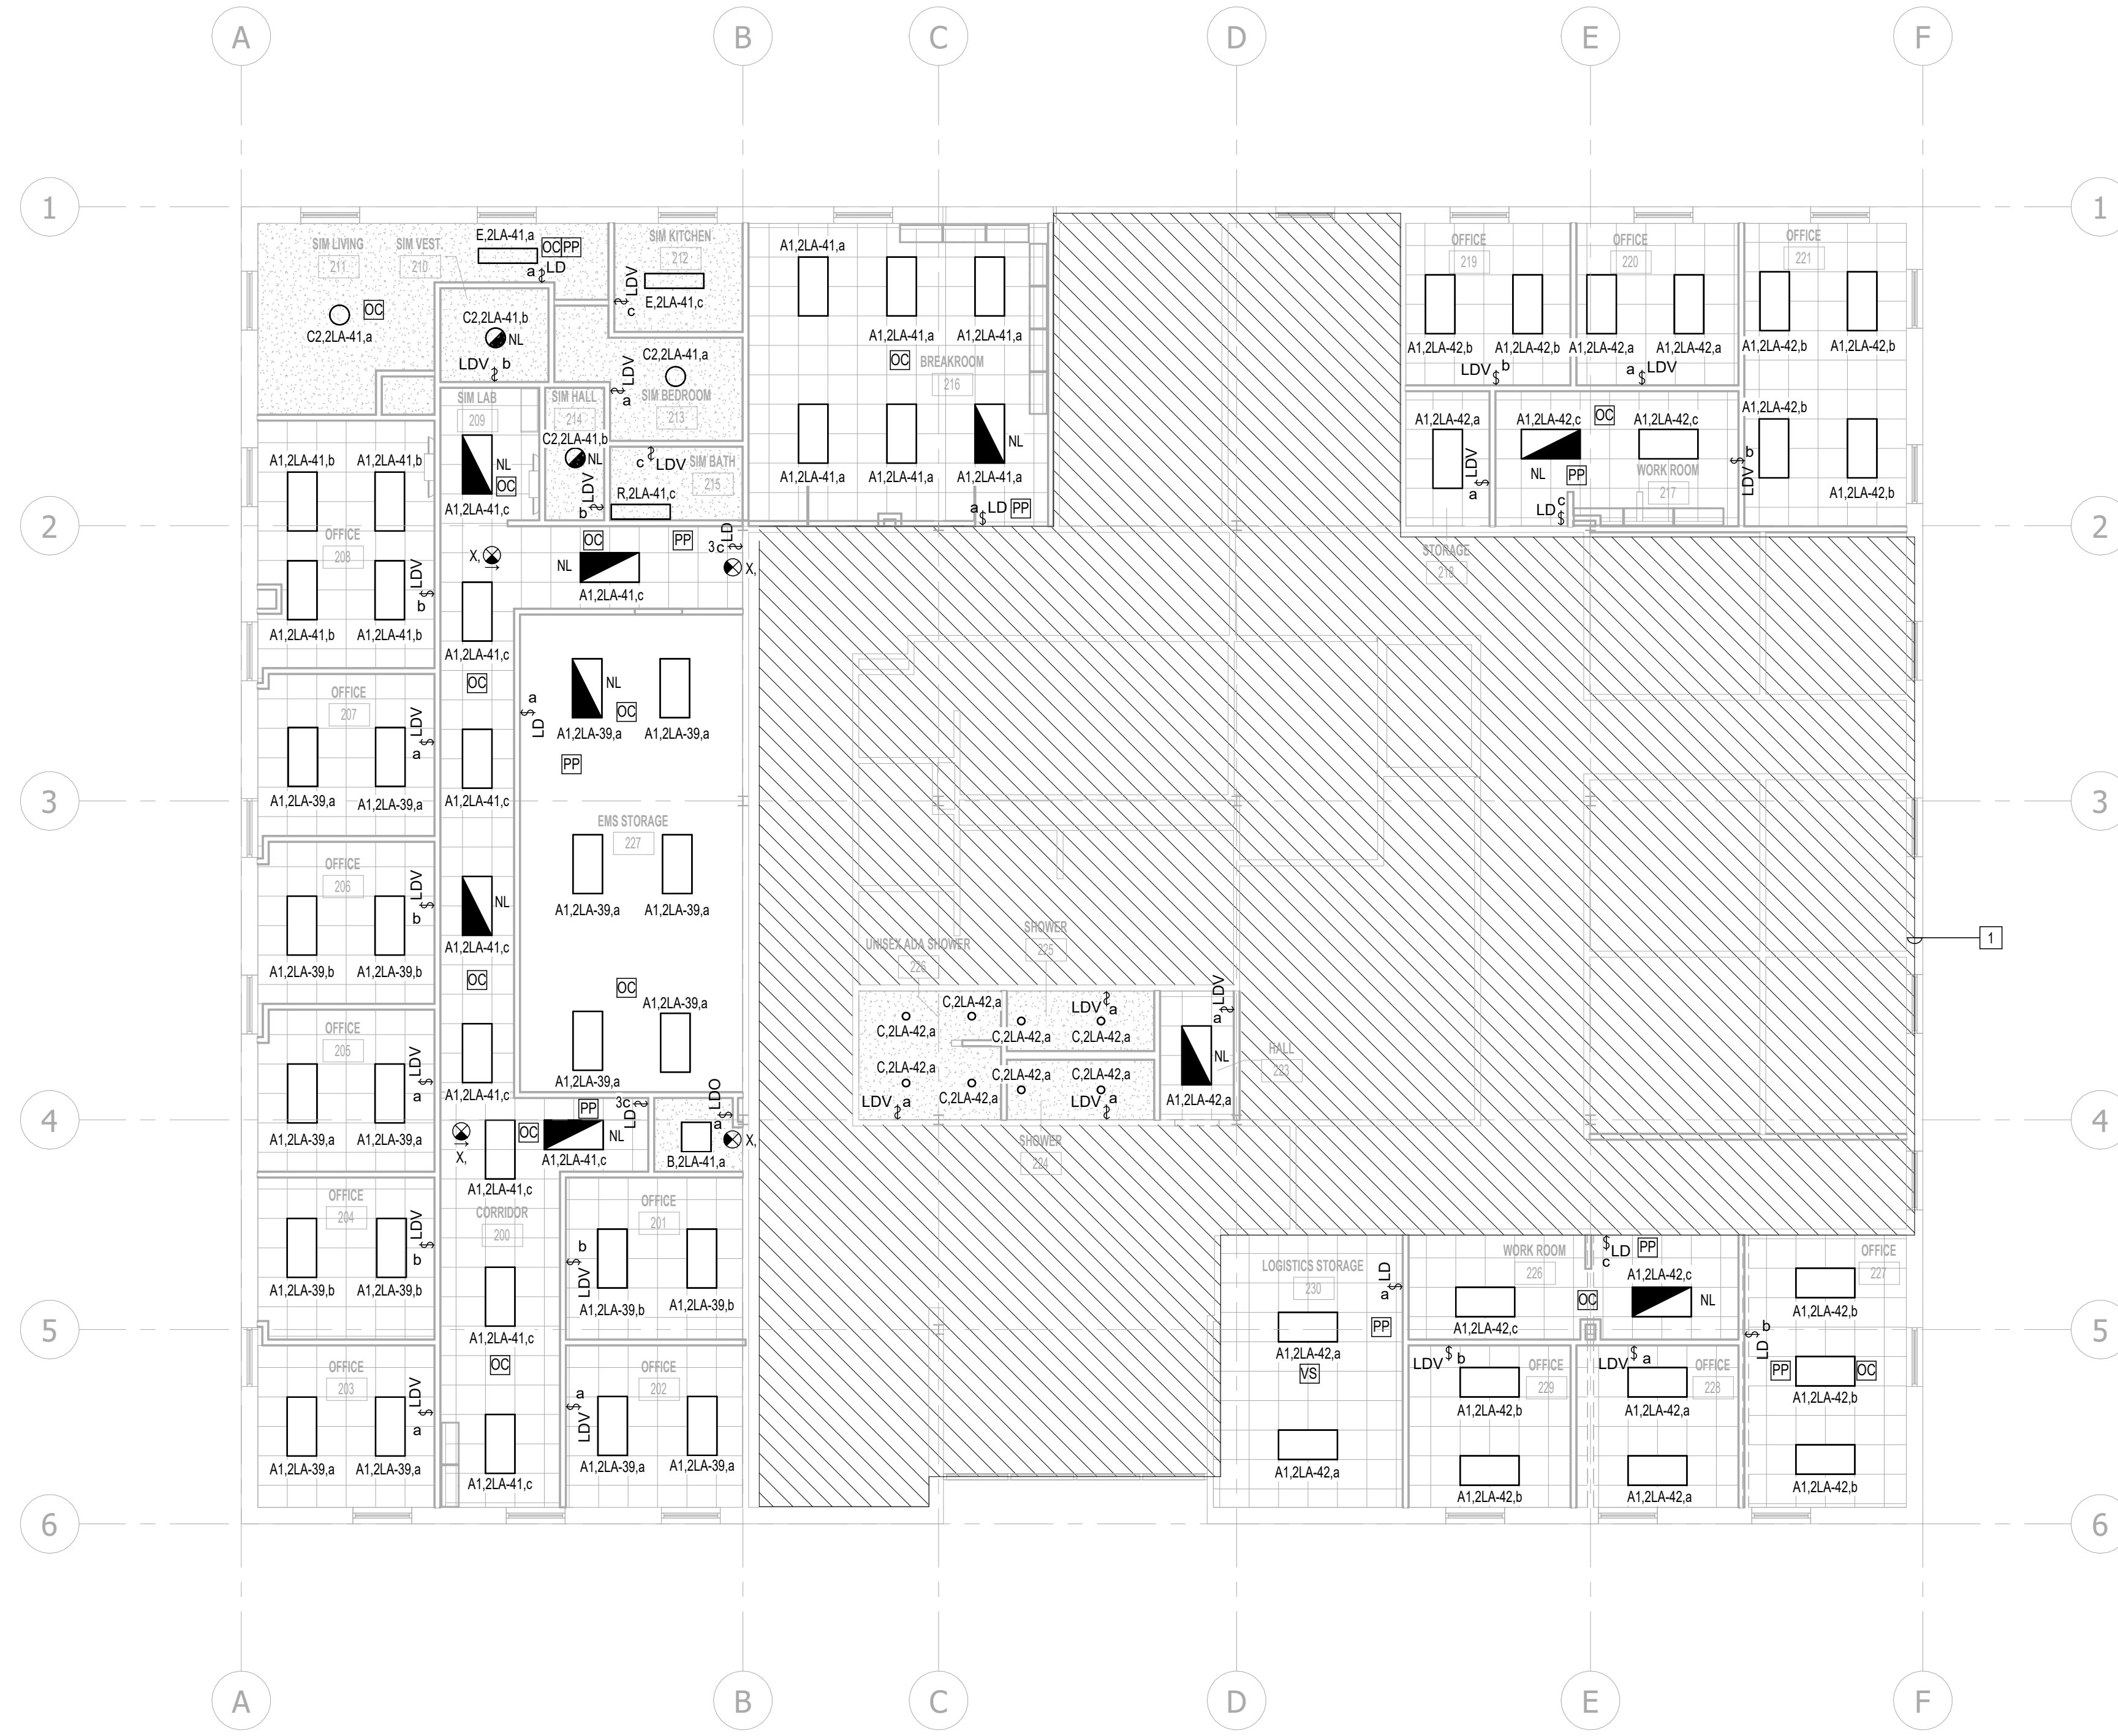 A
B
C
D
E
F
1
1
SIM LIVING
211
SIM VEST.
210
E,2LA-41,a
OC
PP
a
LD
SIM KITCHEN
212
LDV
c
E,2LA-41,c
OC
C2,2LA-41,a
C2,2LA-41,b
NL
LDV
b
C2,2LA-41,a
LDV
a
SIM BEDROOM
213
A1,2LA-41,a
A1,2LA-41,a
A1,2LA-41,a
OC
BREAKROOM
216
NL
A1,2LA-41,a
A1,2LA-41,a
A1,2LA-41,a
a
LD
PP
OFFICE
219
OFFICE
220
OFFICE
221
A1,2LA-42,b
A1,2LA-42,b
A1,2LA-42,a
A1,2LA-42,a
A1,2LA-42,b
A1,2LA-42,b
LDV
b
a
LDV
A1,2LA-42,a
A1,2LA-42,c
OC
A1,2LA-42,c
A1,2LA-42,b
LDV
a
NL
PP
WORK ROOM
217
b
LDV
A1,2LA-42,b
c
LD
STORAGE
218
SIM LAB
209
NL
OC
A1,2LA-41,c
SIM HALL
214
C2,2LA-41,b
NL
LDV
b
c
LDV
SIM BATH
215
R,2LA-41,c
A1,2LA-41,b
A1,2LA-41,b
2
2
OFFICE
208
LDV
b
A1,2LA-41,b
A1,2LA-41,b
X,
OC
PP
LD
3c
X,
NL
A1,2LA-41,c
A1,2LA-41,c
OC
OFFICE
207
LDV
a
A1,2LA-39,a
A1,2LA-39,a
A1,2LA-41,c
a
LD
NL
OC
A1,2LA-39,a
A1,2LA-39,a
PP
3
3
EMS STORAGE
227
OFFICE
206
LDV
b
A1,2LA-39,b
A1,2LA-39,b
NL
A1,2LA-41,c
A1,2LA-39,a
A1,2LA-39,a
OC
OC
A1,2LA-39,a
A1,2LA-39,a
1
UNISEX ADA SHOWER
226
SHOWER
225
C,2LA-42,a
C,2LA-42,a
LDV
a
C,2LA-42,a
C,2LA-42,a
LDV
a
C,2LA-42,a
C,2LA-42,a
C,2LA-42,a
C,2LA-42,a
LDV
a
LDV
a
NL
A1,2LA-42,a
HALL
223
SHOWER
224
OFFICE
205
LDV
a
A1,2LA-39,a
A1,2LA-39,a
A1,2LA-41,c
4
4
PP
3c
LD
LDO
a
X,
OC
NL
A1,2LA-41,c
B,2LA-41,a
X,
A1,2LA-41,c
CORRIDOR
200
OFFICE
204
LDV
b
A1,2LA-39,b
A1,2LA-39,b
OFFICE
201
b
LDV
A1,2LA-39,b
A1,2LA-39,b
A1,2LA-41,c
OC
LOGISTICS STORAGE
230
LD
a
PP
A1,2LA-42,a
VS
A1,2LA-42,a
WORK ROOM
226
A1,2LA-42,c
LD
c
PP
A1,2LA-42,c
OC
NL
OFFICE
227
A1,2LA-42,b
5
5
b
LD
PP
OC
A1,2LA-42,b
A1,2LA-42,b
LDV
b
OFFICE
229
A1,2LA-42,b
A1,2LA-42,b
LDV
a
OFFICE
228
A1,2LA-42,a
A1,2LA-42,a
OFFICE
203
LDV
a
A1,2LA-39,a
A1,2LA-39,a
A1,2LA-41,c
OFFICE
202
a
LDV
A1,2LA-39,a
A1,2LA-39,a
6
6
A
B
C
D
E
F